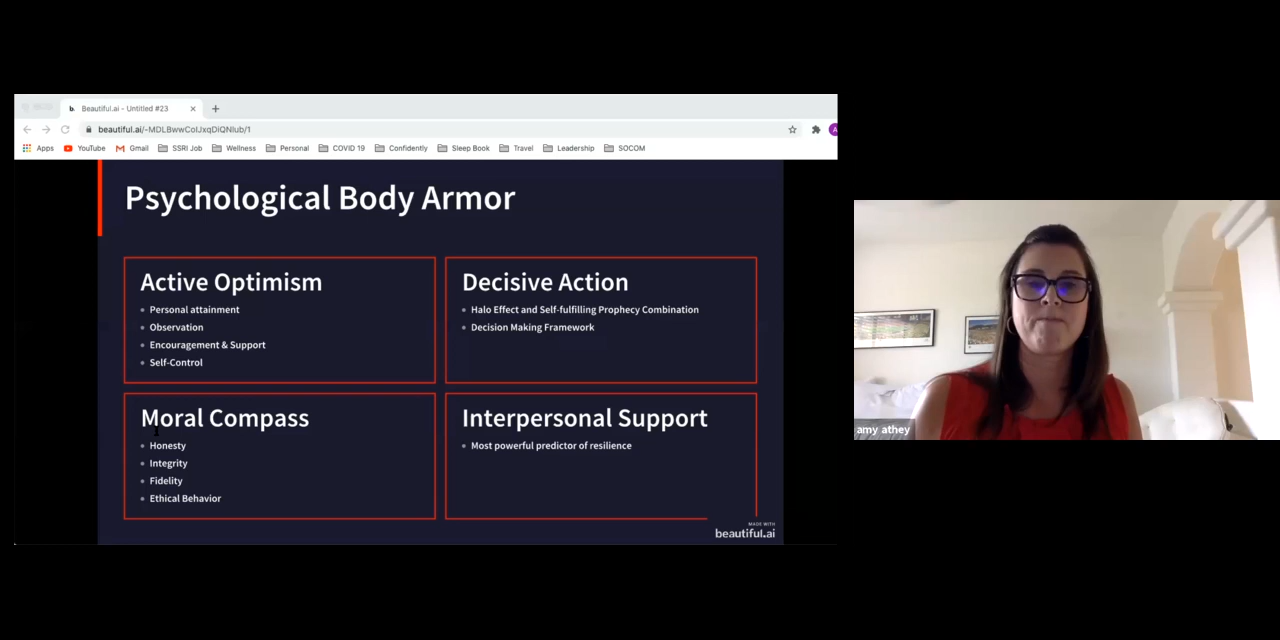 Beautiful.ai - Untitled #23
beautiful.ai/-MDLBwwColJxqDiQNlub/1
Apps YouTube Gmail SSRI Job Wellness Personal COVID 19 Confidently Sleep Book Travel Leadership SOCOM
Psychological Body Armor
Active Optimism
Personal attainment
Observation
Encouragement & Support
Self-Control
Decisive Action
Halo Effect and Self-fulfilling Prophecy Combination
Decision Making Framework
Moral Compass
Honesty
Integrity
Fidelity
Ethical Behavior
Interpersonal Support
Most powerful predictor of resilience
MADE WITH
beautiful.ai
amy athey